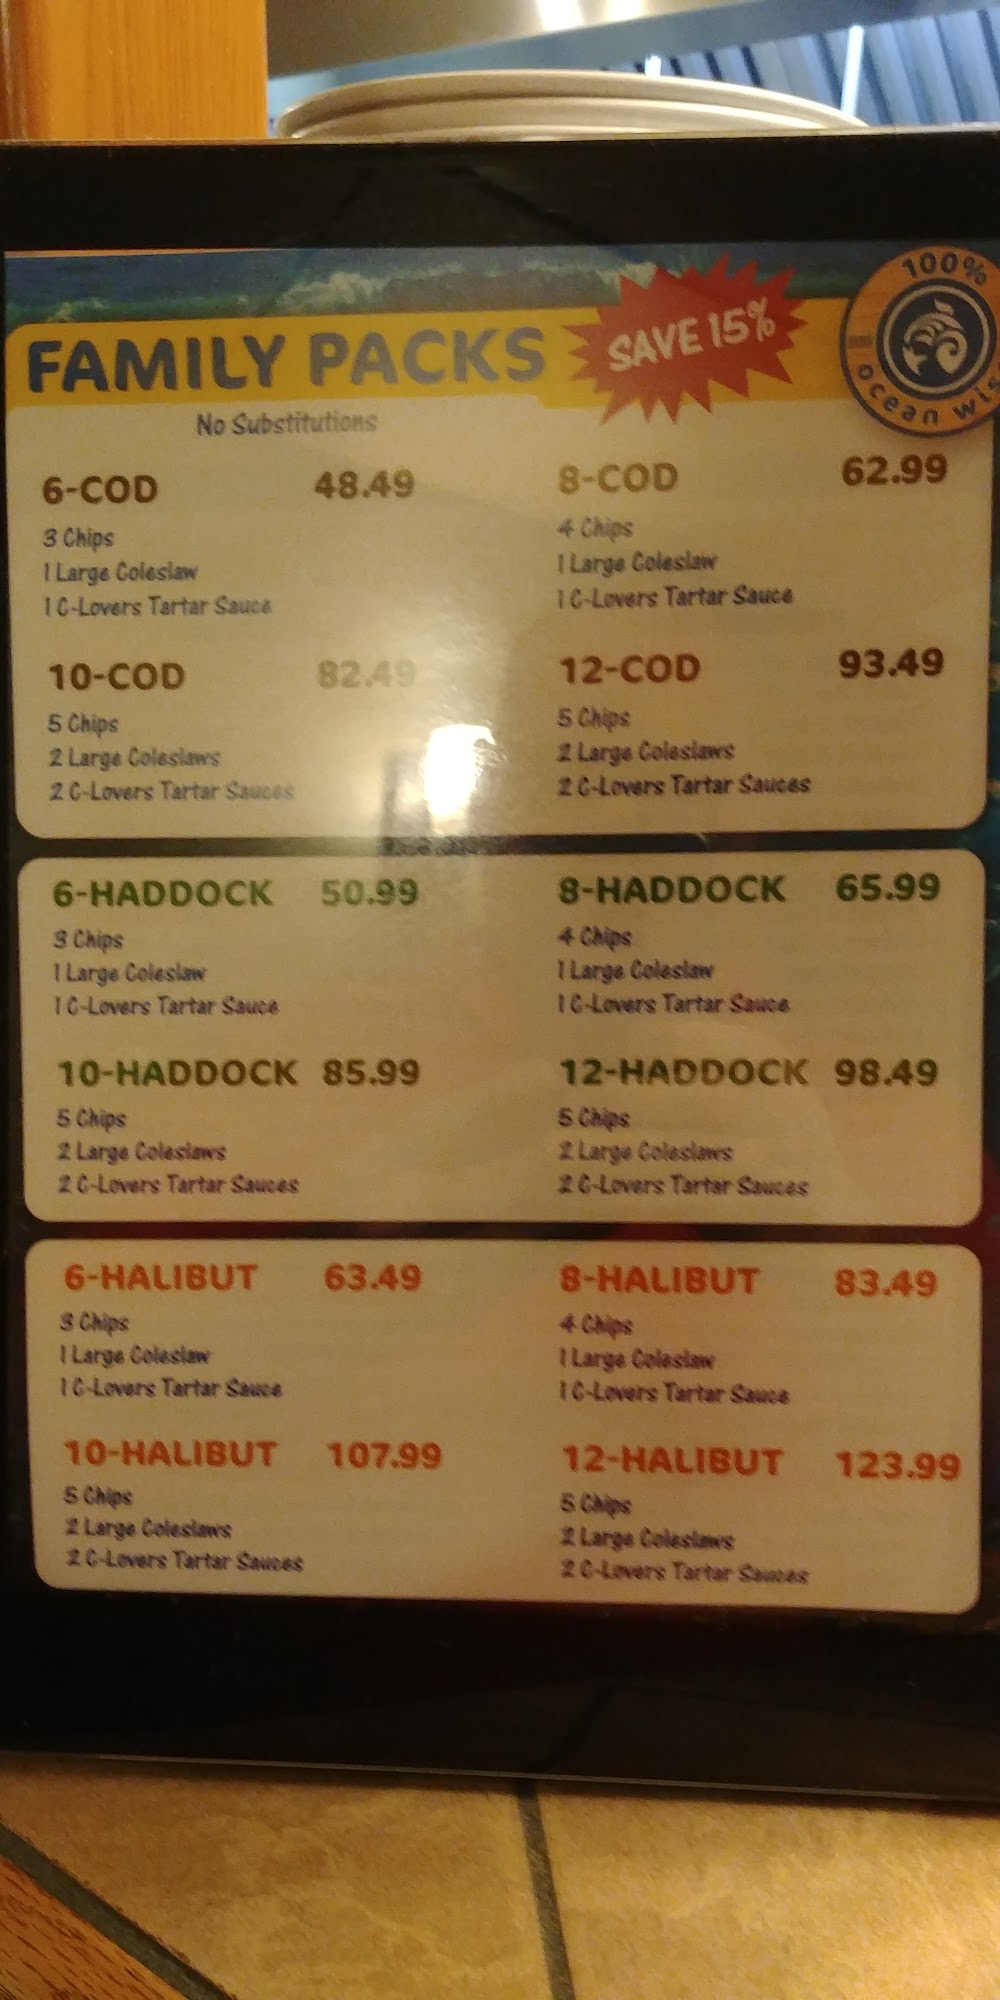 FAMILY PACKS
SAVE 15%
100%
ocean
No Substitutions
6-COD 48.49
3 Chips
1 Large Coleslaw
1 C-Lovers Tartar Sauce
8-COD 62.99
4 Chips
1 Large Coleslaw
1 C-Lovers Tartar Sauce
10-COD 82.49
5 Chips
2 Large Coleslaws
2 C-Lovers Tartar Sauces
12-COD 93.49
5 Chips
2 Large Coleslaws
2 C-Lovers Tartar Sauces
6-HADDOCK 50.99
3 Chips
1 Large Coleslaw
1 C-Lovers Tartar Sauce
8-HADDOCK 65.99
4 Chips
1 Large Coleslaw
1 C-Lovers Tartar Sauce
10-HADDOCK 85.99
5 Chips
2 Large Coleslaws
2 C-Lovers Tartar Sauces
12-HADDOCK 98.49
5 Chips
2 Large Coleslaws
2 C-Lovers Tartar Sauces
6-HALIBUT 63.49
3 Chips
1 Large Coleslaw
1 C-Lovers Tartar Sauce
8-HALIBUT 83.49
4 Chips
1 Large Coleslaw
1 C-Lovers Tartar Sauce
10-HALIBUT 107.99
5 Chips
2 Large Coleslaws
2 C-Lovers Tartar Sauces
12-HALIBUT 123.99
5 Chips
2 Large Coleslaws
2 C-Lovers Tartar Sauces